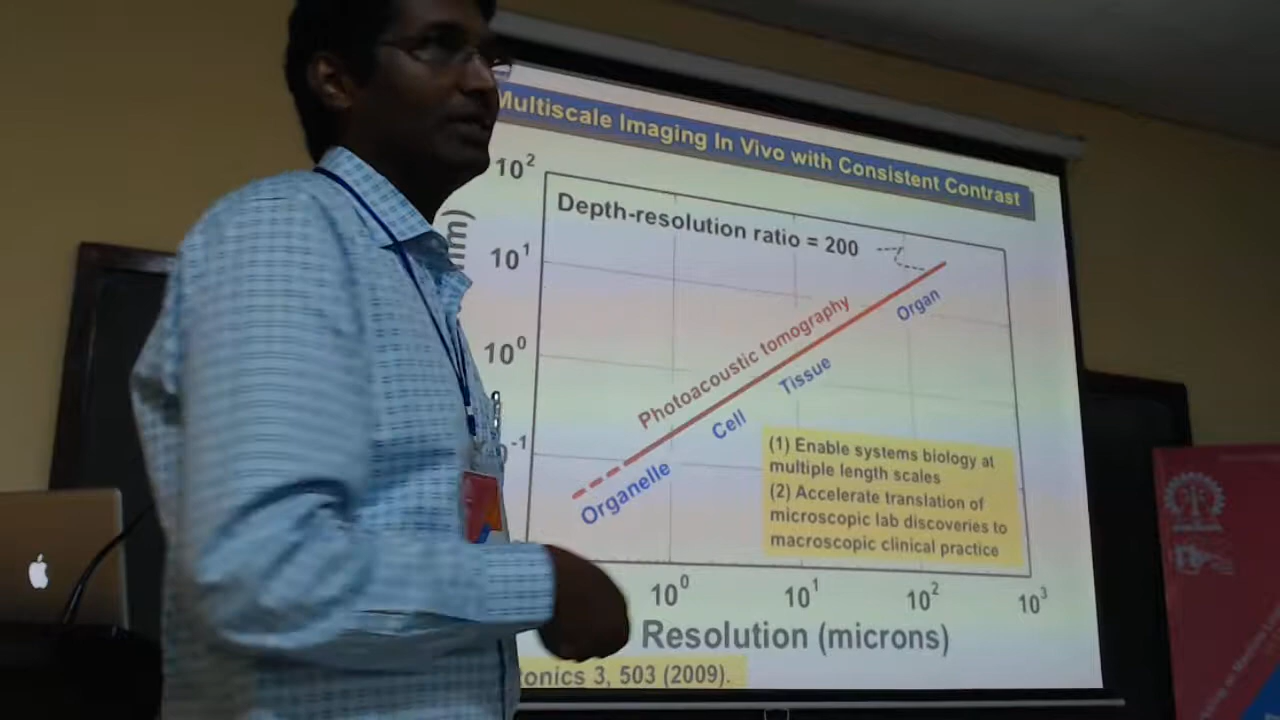 Multiscale Imaging In Vivo with Consistent Contrast
10²
Depth-resolution ratio = 200
10¹
10⁰
-1
Photoacoustic tomography
Organ
Tissue
Cell
Organelle
(1) Enable systems biology at
multiple length scales
(2) Accelerate translation of
microscopic lab discoveries to
macroscopic clinical practice
10⁰ 10¹ 10² 10³
Resolution (microns)
tonics 3, 503 (2009).